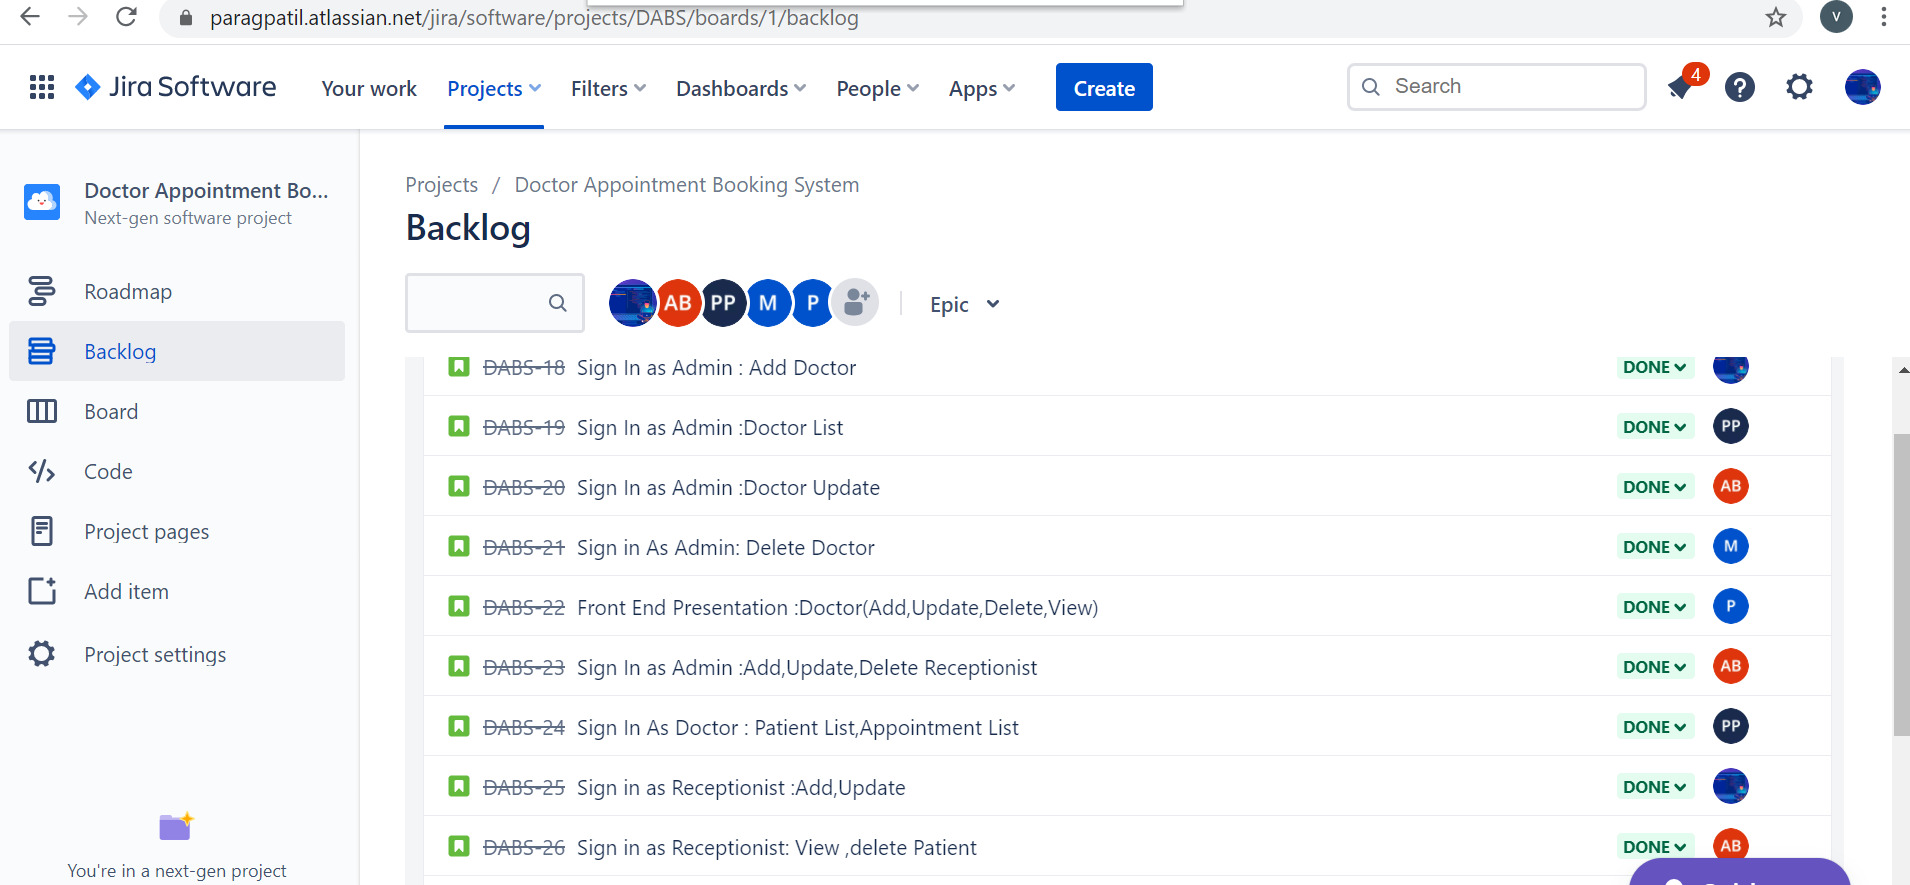 paragpatil.atlassian.net/jira/software/projects/DABS/boards/1/backlog
V
Jira Software
Your work
Projects
Filters
Dashboards
People
Apps
Create
Search
4
Doctor Appointment Bo...
Next-gen software project
Roadmap
Backlog
Board
Code
Project pages
Add item
Project settings
You're in a next-gen project
Projects / Doctor Appointment Booking System
Backlog
AB PP M P
Epic
DABS-18 Sign In as Admin : Add Doctor DONE
DABS-19 Sign In as Admin :Doctor List DONE PP
DABS-20 Sign In as Admin :Doctor Update DONE AB
DABS-21 Sign in As Admin: Delete Doctor DONE M
DABS-22 Front End Presentation :Doctor(Add,Update,Delete,View) DONE P
DABS-23 Sign In as Admin :Add,Update,Delete Receptionist DONE AB
DABS-24 Sign In As Doctor : Patient List,Appointment List DONE PP
DABS-25 Sign in as Receptionist :Add,Update DONE
DABS-26 Sign in as Receptionist: View ,delete Patient DONE AB